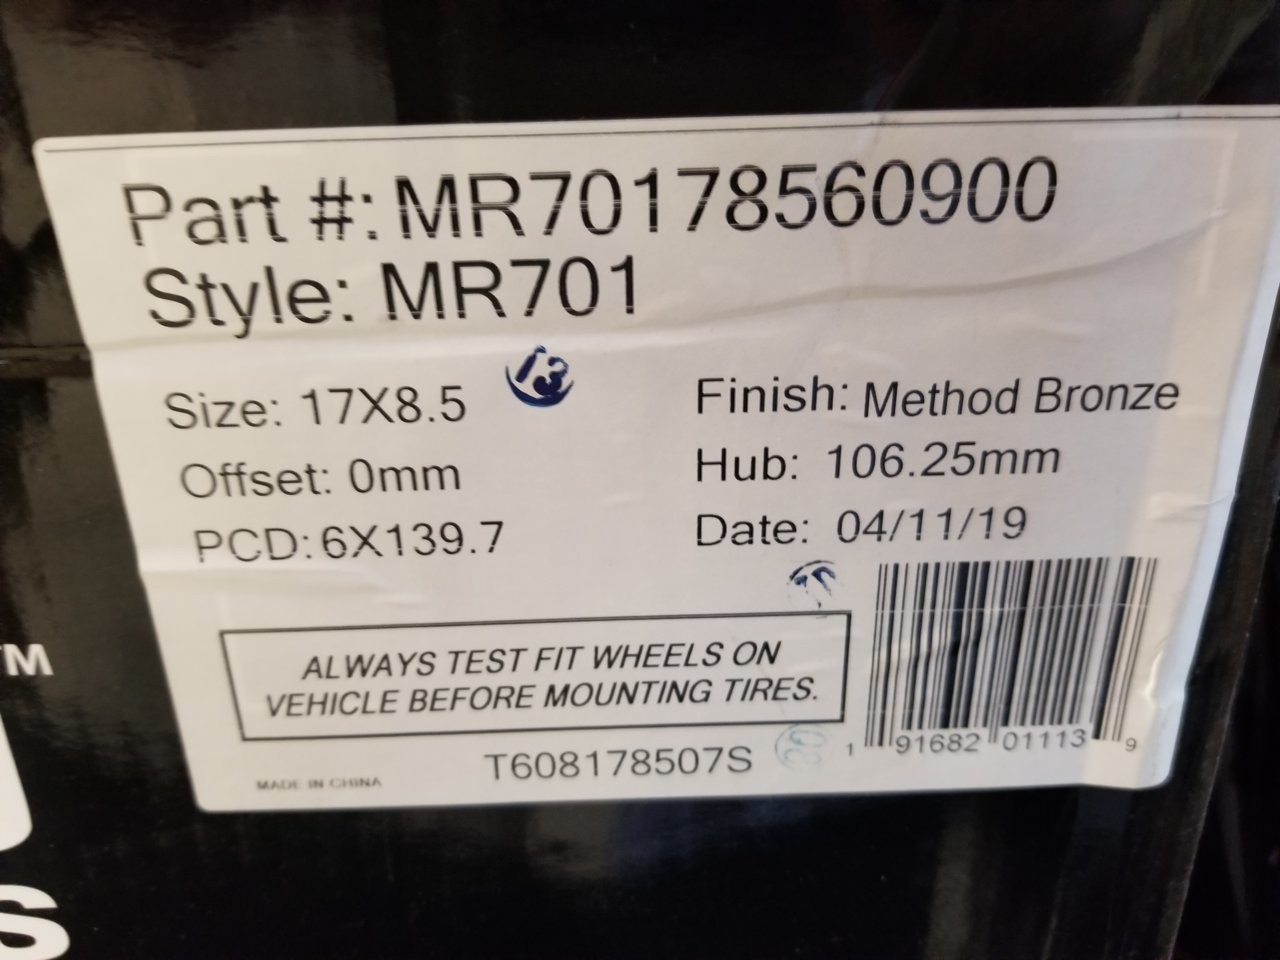 Part #: MR70178560900
Style: MR701
13
Size: 17X8.5
Finish: Method Bronze
Offset: 0mm
Hub: 106.25mm
PCD: 6X139.7
Date: 04/11/19
ALWAYS TEST FIT WHEELS ON
VEHICLE BEFORE MOUNTING TIRES.
T608178507S
1 91682 01113 9
MADE IN CHINA
TM
S